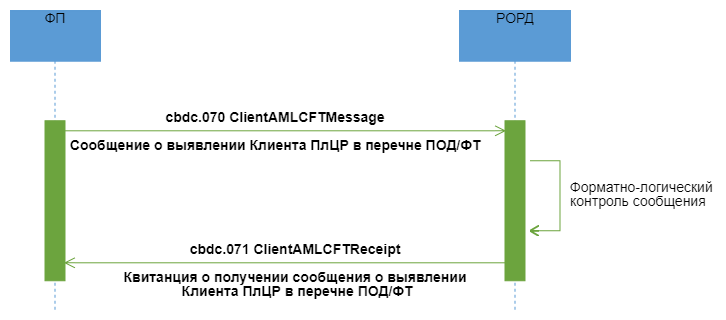 ФП
РОРД
cbdc.070 ClientAMLCFTMessage
Сообщение о выявлении Клиента ПлЦР в перечне ПОД/ФТ
Форматно-логический
контроль сообщения
cbdc.071 ClientAMLCFTReceipt
Квитанция о получении сообщения о выявлении
Клиента ПлЦР в перечне ПОД/ФТ